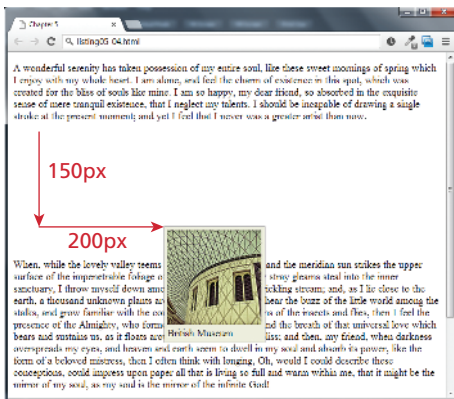 Chapter 5
listing05-04.html
A wonderful serenity has taken possession of my entire soul, like these sweet mornings of spring which
I enjoy with my whole heart. I am alone, and feel the charm of existence in this spot, which was
created for the bliss of souls like mine. I am so happy, my dear friend, so absorbed in the exquisite
sense of mere tranquil existence, that I neglect my talents. I should be incapable of drawing a single
stroke at the present moment; and yet I feel that I never was a greater artist than now.
150px
200px
When, while the lovely valley teems and the meridian sun strikes the upper
surface of the impenetrable foliage o stray gleams steal into the inner
sanctuary, I throw myself down amo ickling stream; and, as I lie close to the
earth, a thousand unknown plants ar hear the buzz of the little world among the
stalks, and grow familiar with the cou ns of the insects and flies, then I feel the
presence of the Almighty, who forme nd the breath of that universal love which
British Museum
bears and sustains us, as it floats aro liss; and then, my friend, when darkness
overspreads my eyes, and heaven and earth seem to dwell in my soul and absorb its power, like the
form of a beloved mistress, then I often think with longing, Oh, would I could describe these
conceptions, could impress upon paper all that is living so full and warm within me, that it might be the
mirror of my soul, as my soul is the mirror of the infinite God!